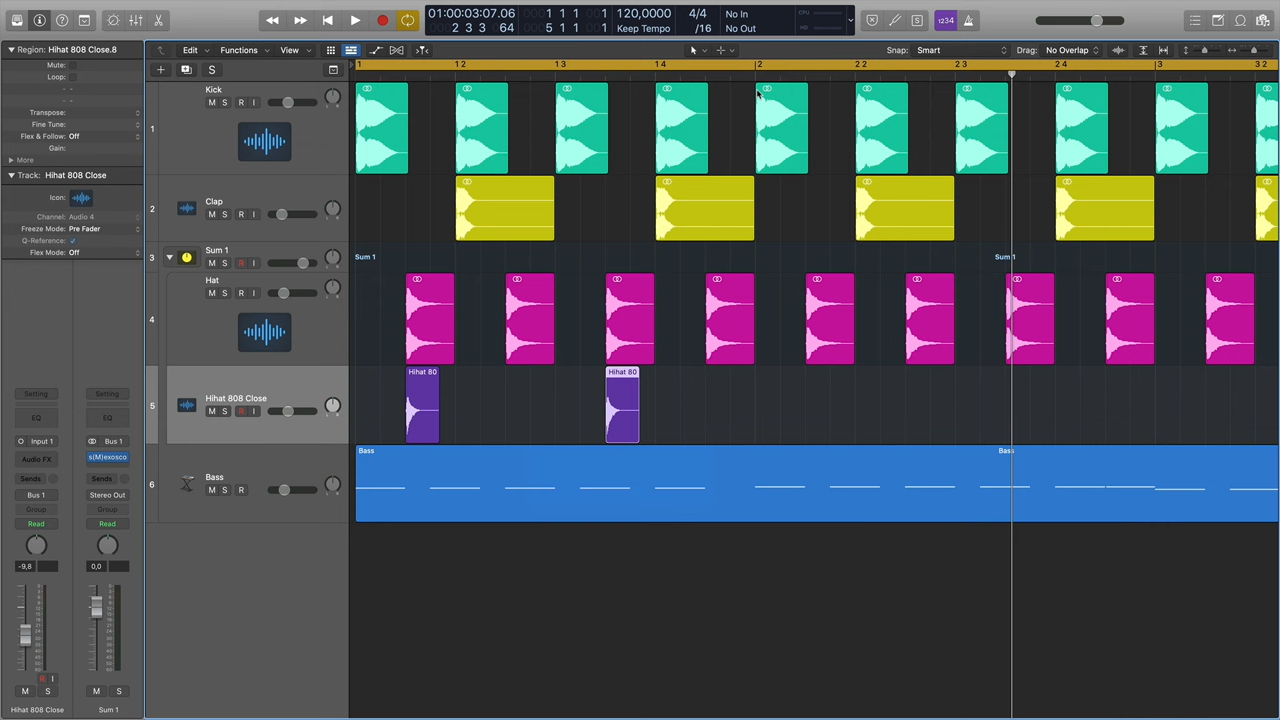 01:00:03:07.06 1 1 1 1 120,0000 4/4 No In CPU
2 3 3 64 5 1 1 1 Keep Tempo /16 No Out HD
1234
Region: Hihat 808 Close.8
Edit Functions View Snap: Smart Drag: No Overlap
Mute:
Loop:
Transpose:
Fine Tune:
Flex & Follow: Off
Gain:
More
Track: Hihat 808 Close
Icon:
Channel: Audio 4
Freeze Mode: Pre Fader
Q-Reference:
Flex Mode: Off
S
1 1 2 1 3 1 4 2 2 2 2 3 2 4 3 3 2
1 Kick
M S R I
2 Clap
M S R I
3 Sum 1
M S R I
Sum 1 Sum 1
4 Hat
M S R I
5 Hihat 808 Close
M S R I
Hihat 80 Hihat 80
6 Bass
M S R
Bass Bass
Setting Setting
EQ EQ
Input 1 Bus 1
Audio FX s(M)exosco
Sends Sends
Bus 1 Stereo Out
Group Group
Read Read
-9,8 0,0
R I
M S M S
Hihat 808 Close Sum 1